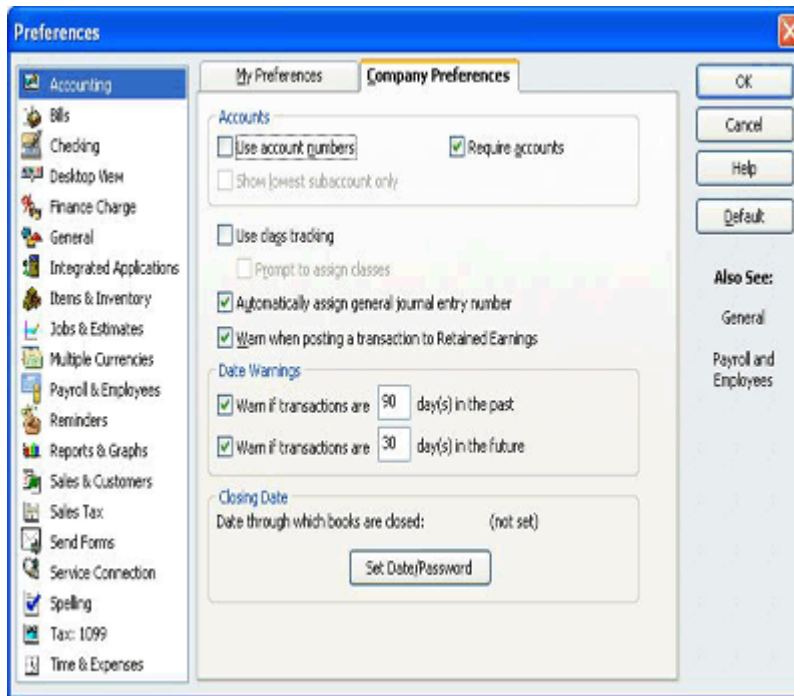 Preferences
Accounting
Bills
Checking
Desktop View
Finance Charge
General
Integrated Applications
Items & Inventory
Jobs & Estimates
Multiple Currencies
Payroll & Employees
Reminders
Reports & Graphs
Sales & Customers
Sales Tax
Send Forms
Service Connection
Spelling
Tax: 1099
Time & Expenses
My Preferences
Company Preferences
Accounts
Use account numbers
Require accounts
Show lowest subaccount only
Use class tracking
Prompt to assign classes
Automatically assign general journal entry number
Warn when posting a transaction to Retained Earnings
Date Warnings
Warn if transactions are 90 day(s) in the past
Warn if transactions are 30 day(s) in the future
Closing Date
Date through which books are closed: (not set)
Set Date/Password
OK
Cancel
Help
Default
Also See:
General
Payroll and
Employees